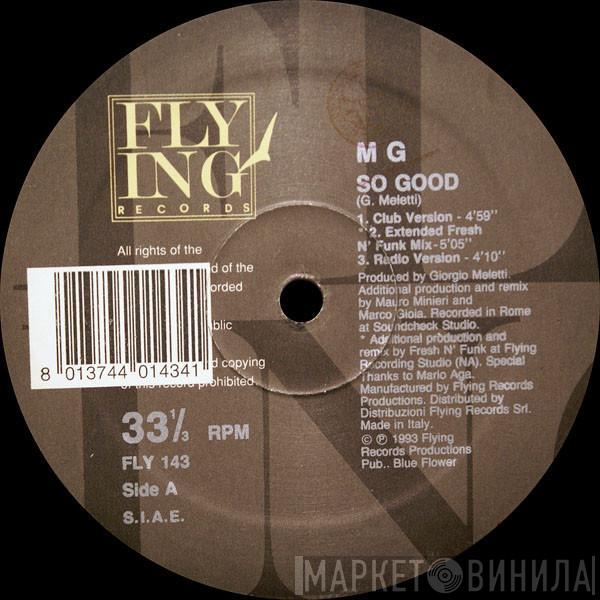 FLY
ING
RECORDS
All rights of the
d of the
orded
blic
d copying
of this record prohibited
8 013744 014341
33⅓ RPM
FLY 143
Side A
S.I.A.E.
M G
SO GOOD
(G. Meletti)
1. Club Version - 4'59''
*2. Extended Fresh
N' Funk Mix-5'05''
3. Radio Version - 4'10''
Produced by Giorgio Meletti.
Additional production and remix
by Mauro Minieri and
Marco Gioia. Recorded in Rome
at Soundcheck Studio.
* Additional production and
remix by Fresh N' Funk at Flying
Recording Studio (NA). Special
Thanks to Mario Aga.
Manufactured by Flying Records
Productions. Distributed by
Distribuzioni Flying Records Srl.
Made in Italy.
© ℗ 1993 Flying
Records Productions
Pub.. Blue Flower
МАРКЕТ ВИНИЛА